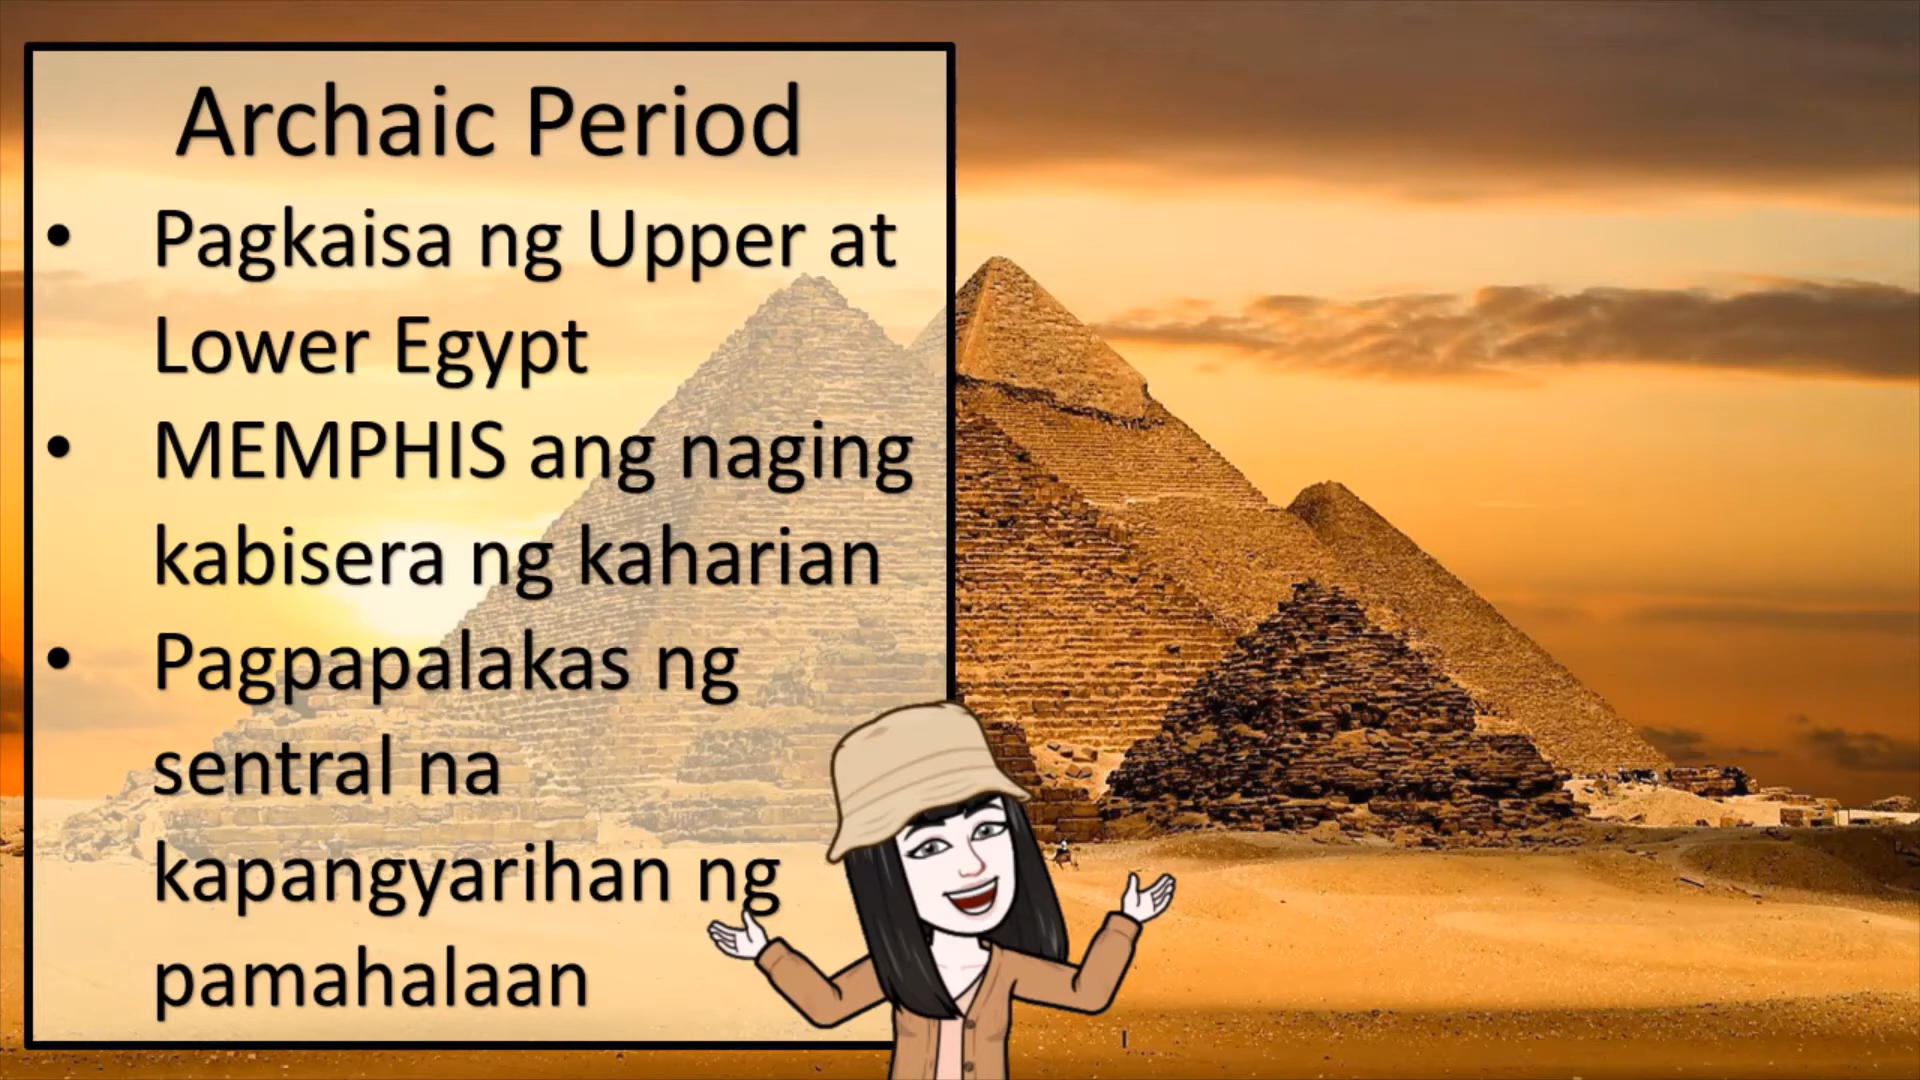 Archaic Period
• Pagkaisa ng Upper at
Lower Egypt
• MEMPHIS ang naging
kabisera ng kaharian
• Pagpapalakas ng
sentral na
kapangyarihan ng
pamahalaan